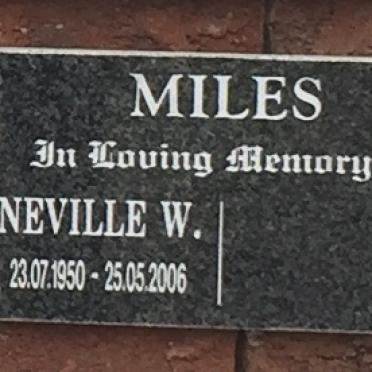 MILES
In Loving Memory
NEVILLE W.
23.07.1950 - 25.05.2006